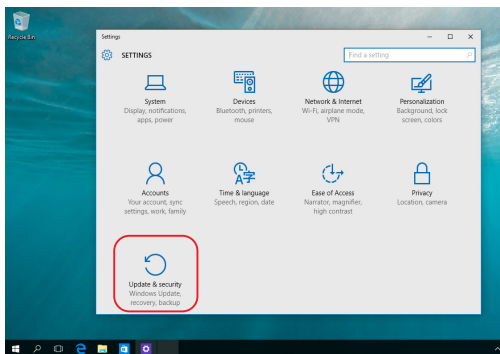 Recycle Bin
Settings
SETTINGS
Find a setting
System
Display, notifications,
apps, power
Devices
Bluetooth, printers,
mouse
Network & Internet
Wi-Fi, airplane mode,
VPN
Personalization
Background, lock
screen, colors
Accounts
Your account, sync
settings, work, family
Time & language
Speech, region, date
Ease of Access
Narrator, magnifier,
high contrast
Privacy
Location, camera
Update & security
Windows Update,
recovery, backup